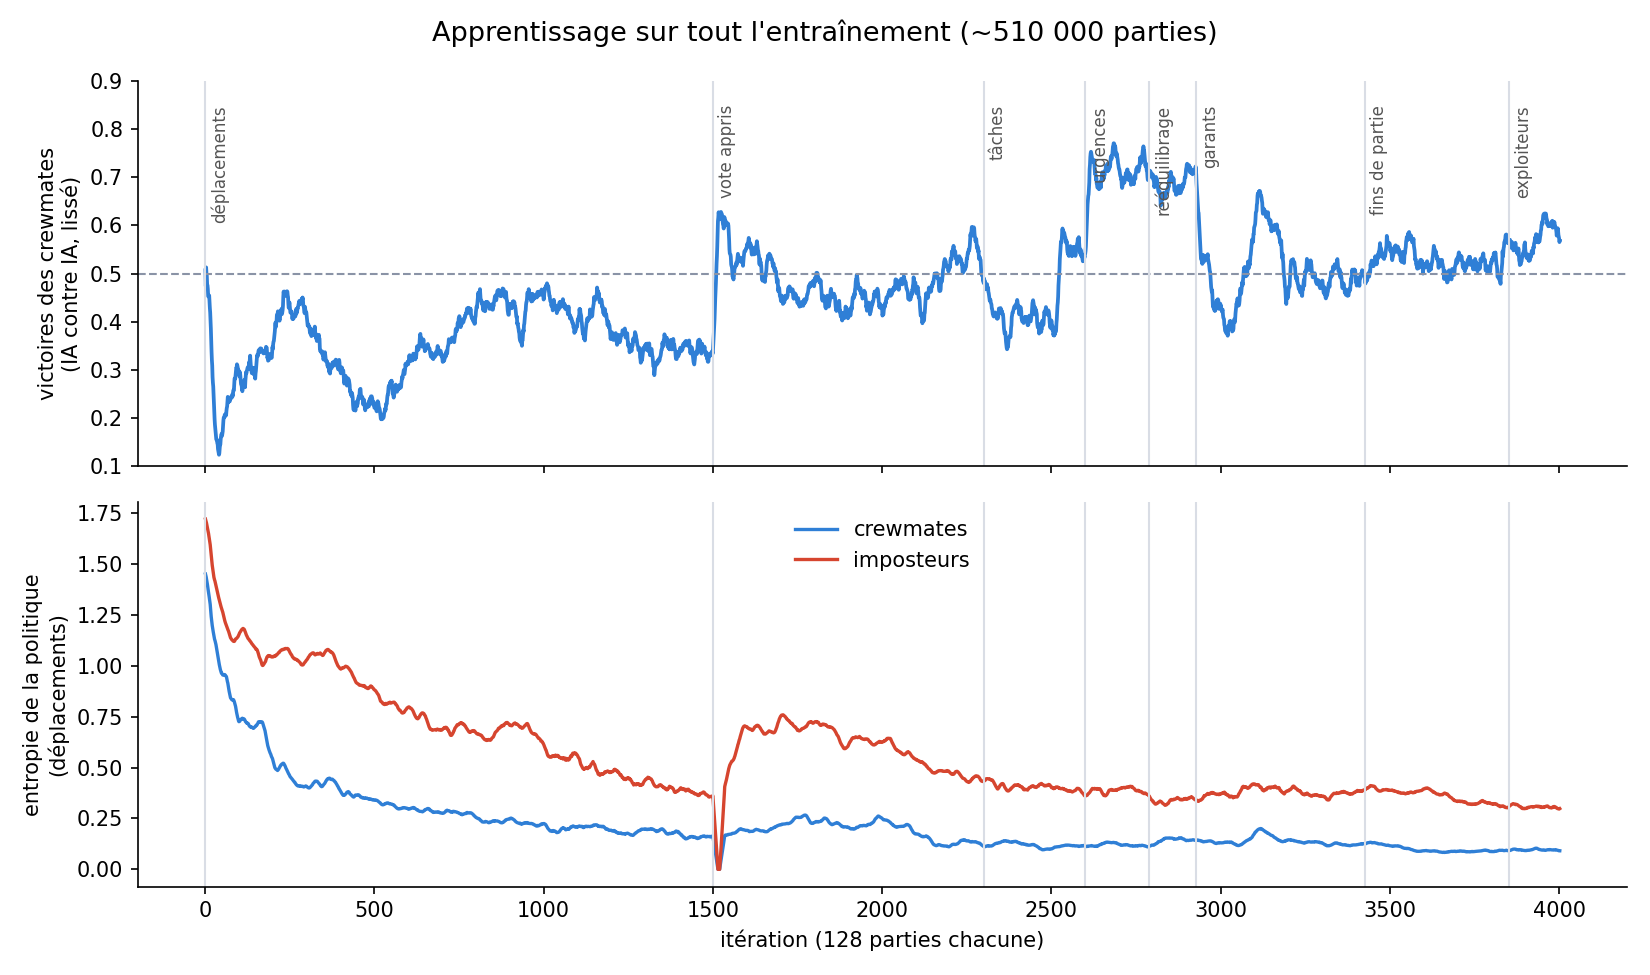 Apprentissage sur tout l'entraînement (~510 000 parties)
victoires des crewmates
(IA contre IA, lissé)
0.9
0.8
0.7
0.6
0.5
0.4
0.3
0.2
0.1
déplacements
vote appris
tâches
urgences
rééquilibrage
garants
fins de partie
exploiteurs
entropie de la politique
(déplacements)
1.75
1.50
1.25
1.00
0.75
0.50
0.25
0.00
crewmates
imposteurs
0
500
1000
1500
2000
2500
3000
3500
4000
itération (128 parties chacune)